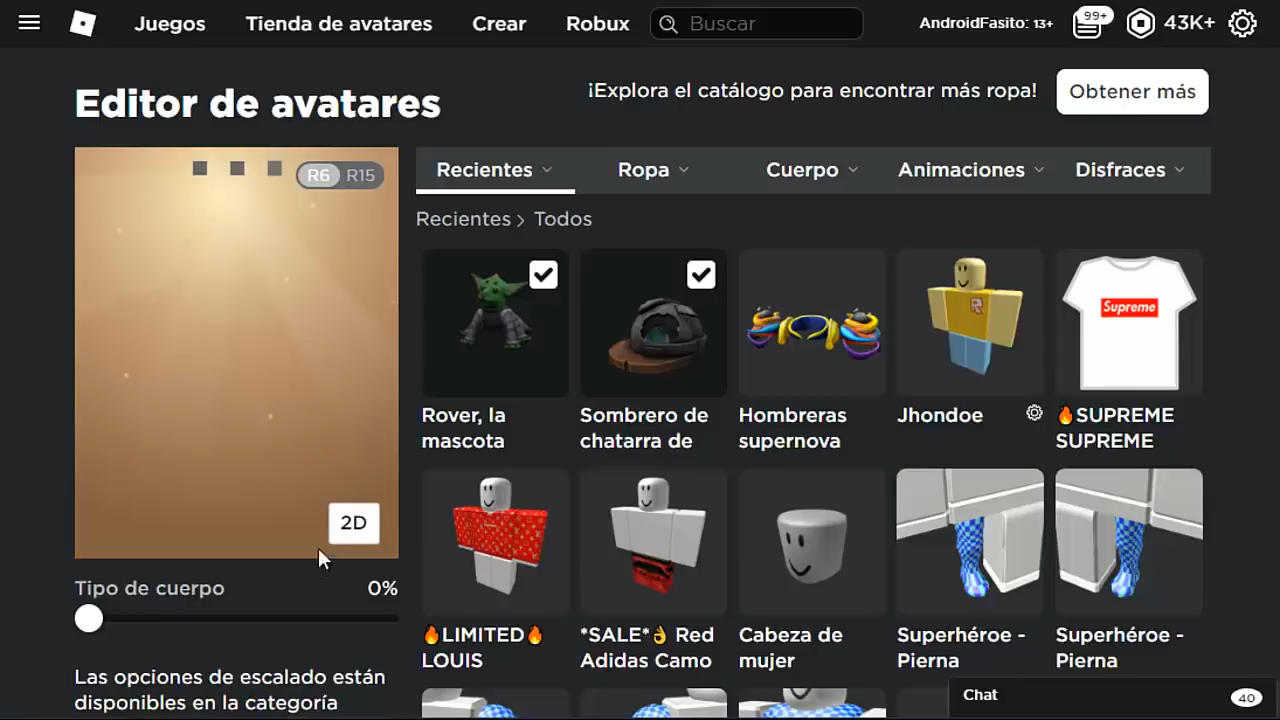 Juegos Tienda de avatares Crear Robux Buscar AndroidFasito: 13+ 99+ 43K+
Editor de avatares
¡Explora el catálogo para encontrar más ropa! Obtener más
R6 R15
2D
Tipo de cuerpo 0%
Las opciones de escalado están
disponibles en la categoría
Recientes Ropa Cuerpo Animaciones Disfraces
Recientes > Todos
Rover, la
mascota
Sombrero de
chatarra de
Hombreras
supernova
Jhondoe
Supreme
🔥SUPREME
SUPREME
🔥LIMITED🔥
LOUIS
*SALE*👌 Red
Adidas Camo
Cabeza de
mujer
Superhéroe -
Pierna
Superhéroe -
Pierna
Chat 40